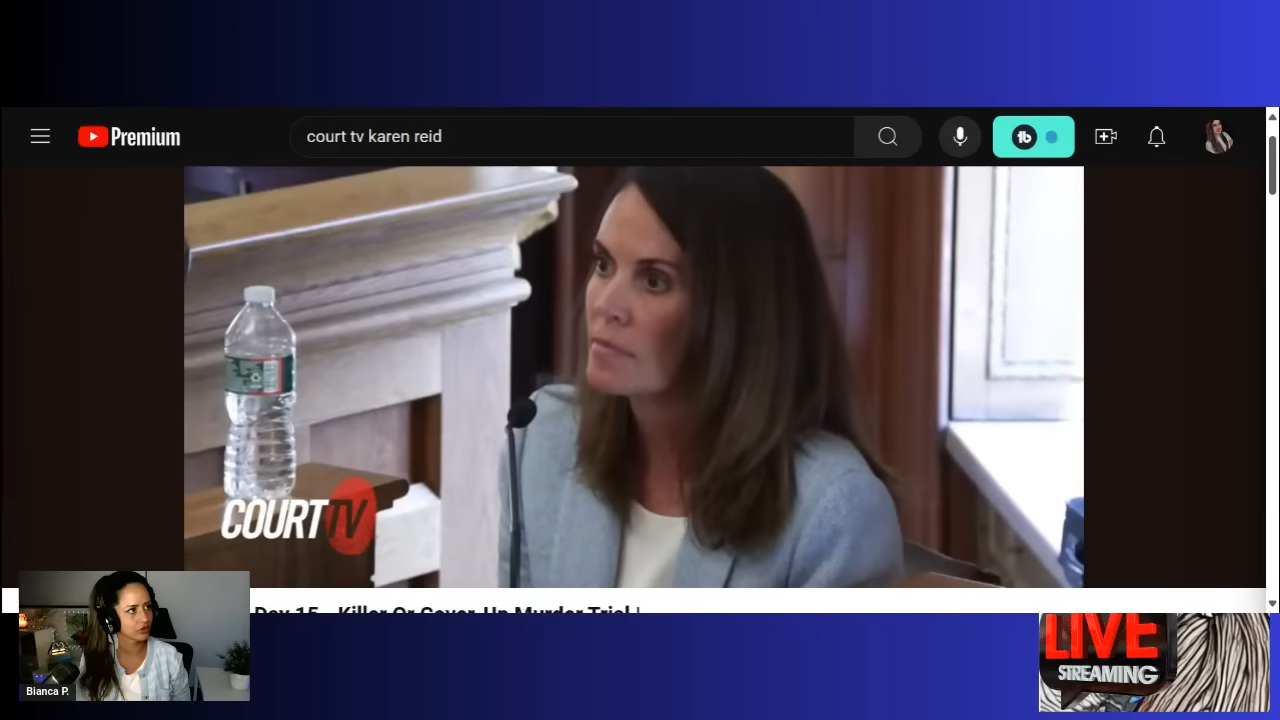 Premium
court tv karen reid
COURT TV
Day 15 - Killer Or Cover-Up Murder Trial |
Bianca P.
LIVE
STREAMING